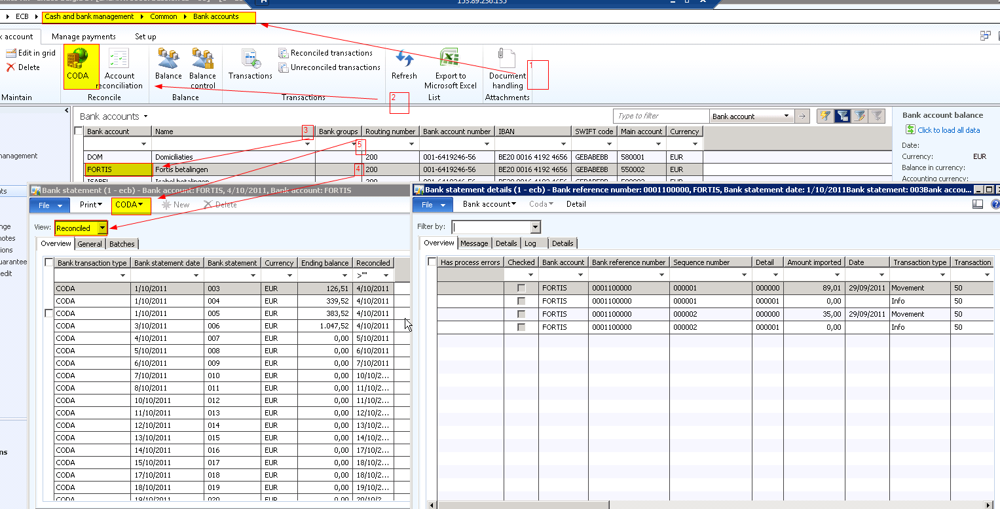 153.89.236.135
ECB Cash and bank management Common Bank accounts
account Manage payments Set up
Edit in grid
Delete
Maintain
CODA
Account reconciliation
Reconcile
Balance
Balance control
Balance
Transactions
Reconciled transactions
Unreconciled transactions
Transactions
Refresh
Export to Microsoft Excel
List
Document handling
Attachments
1
2
Bank accounts
Type to filter
Bank account
Bank account Name 3 Bank groups Routing number Bank account number IBAN SWIFT code Main account Currency
5
DOM Domiciliaties 200 001-6419246-56 BE20 0016 4192 4656 GEBABEBB 580001 EUR
FORTIS Fortis betalingen 4 200 001-6419246-56 BE20 0016 4192 4656 GEBABEBB 550002 EUR
Bank account balance
Click to load all data
Date:
Currency: EUR
Balance in currency:
Accounting currency:
Bank statement (1 - ecb) - Bank account: FORTIS, 4/10/2011, Bank account: FORTIS
File Print CODA New Delete
View: Reconciled
Overview General Batches
Bank transaction type Bank statement date Bank statement Currency Ending balance Reconciled
>""
CODA 1/10/2011 003 EUR 126,51 4/10/2011
CODA 1/10/2011 004 EUR 339,52 4/10/2011
CODA 1/10/2011 005 EUR 383,52 4/10/2011
CODA 3/10/2011 006 EUR 1.047,52 4/10/2011
CODA 4/10/2011 007 EUR 0,00 5/10/2011
CODA 5/10/2011 008 EUR 0,00 6/10/2011
CODA 6/10/2011 009 EUR 0,00 7/10/2011
CODA 7/10/2011 010 EUR 0,00 10/10/2...
CODA 8/10/2011 011 EUR 0,00 11/10/2...
CODA 10/10/2011 012 EUR 0,00 11/10/2...
CODA 11/10/2011 013 EUR 0,00 12/10/2...
CODA 12/10/2011 014 EUR 0,00 13/10/2...
CODA 13/10/2011 015 EUR 0,00 14/10/2...
CODA 14/10/2011 016 EUR 0,00 17/10/2...
CODA 15/10/2011 017 EUR 0,00 18/10/2...
CODA 17/10/2011 018 EUR 0,00 18/10/2...
CODA 18/10/2011 019 EUR 0,00 19/10/2...
CODA 19/10/2011 020 EUR 0,00 20/10/2...
Bank statement details (1 - ecb) - Bank reference number: 0001100000, FORTIS, Bank statement date: 1/10/2011Bank statement: 003Bank accou...
File Bank account Coda Detail
Filter by:
Overview Message Details Log Details
Has process errors Checked Bank account Bank reference number Sequence number Detail Amount imported Date Transaction type Transaction
FORTIS 0001100000 000001 000000 89,01 29/09/2011 Movement 50
FORTIS 0001100000 000001 000001 0,00 Info 50
FORTIS 0001100000 000002 000000 35,00 29/09/2011 Movement 50
FORTIS 0001100000 000002 000001 0,00 Info 50